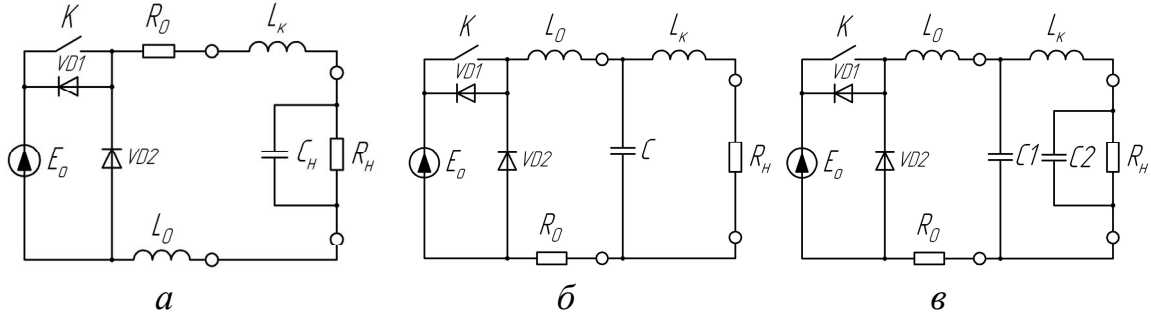 K R₀ Lк
VD1
E₀ VD2 Cн Rн
L₀
а
K L₀ Lк
VD1
E₀ VD2 C Rн
R₀
б
K L₀ Lк
VD1
E₀ VD2 C1 C2 Rн
R₀
в